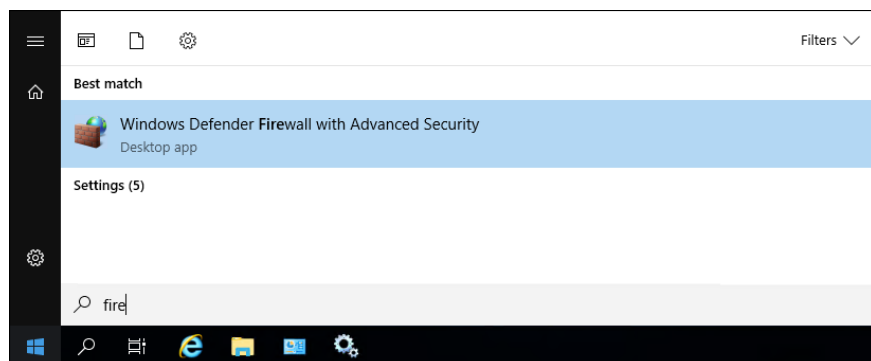 Filters
Best match
Windows Defender Firewall with Advanced Security
Desktop app
Settings (5)
fire